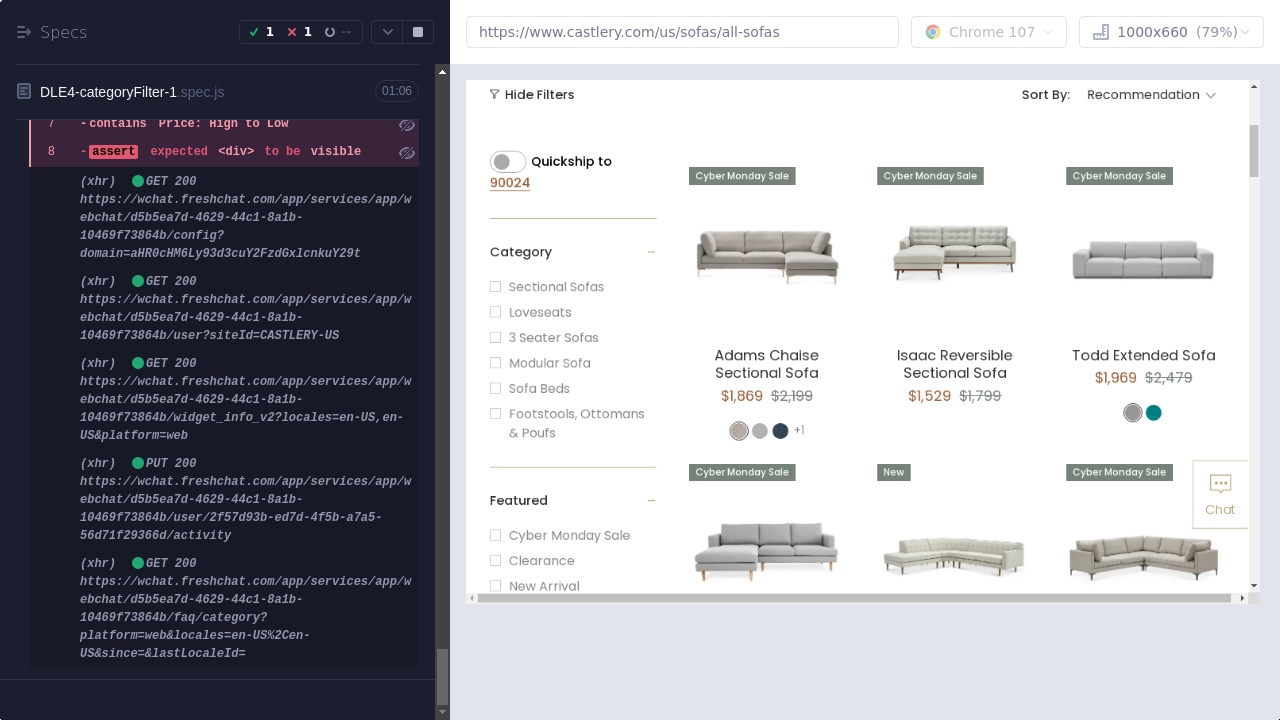 Specs
1
1
--
DLE4-categoryFilter-1.spec.js
01:06
7 -contains Price: High to Low
8 -assert expected <div> to be visible
(xhr) GET 200
https://wchat.freshchat.com/app/services/app/w
ebchat/d5b5ea7d-4629-44c1-8a1b-
10469f73864b/config?
domain=aHR0cHM6Ly93d3cuY2FzdGxlcnkuY29t
(xhr) GET 200
https://wchat.freshchat.com/app/services/app/w
ebchat/d5b5ea7d-4629-44c1-8a1b-
10469f73864b/user?siteId=CASTLERY-US
(xhr) GET 200
https://wchat.freshchat.com/app/services/app/w
ebchat/d5b5ea7d-4629-44c1-8a1b-
10469f73864b/widget_info_v2?locales=en-US,en-
US&platform=web
(xhr) PUT 200
https://wchat.freshchat.com/app/services/app/w
ebchat/d5b5ea7d-4629-44c1-8a1b-
10469f73864b/user/2f57d93b-ed7d-4f5b-a7a5-
56d71f29366d/activity
(xhr) GET 200
https://wchat.freshchat.com/app/services/app/w
ebchat/d5b5ea7d-4629-44c1-8a1b-
10469f73864b/faq/category?
platform=web&locales=en-US%2Cen-
US&since=&lastLocaleId=
https://www.castlery.com/us/sofas/all-sofas
Chrome 107
1000x660 (79%)
Hide Filters
Sort By: Recommendation
Quickship to
90024
Category
Sectional Sofas
Loveseats
3 Seater Sofas
Modular Sofa
Sofa Beds
Footstools, Ottomans
& Poufs
Featured
Cyber Monday Sale
Clearance
New Arrival
Cyber Monday Sale
Adams Chaise
Sectional Sofa
$1,869 $2,199
+1
Cyber Monday Sale
Isaac Reversible
Sectional Sofa
$1,529 $1,799
Cyber Monday Sale
Todd Extended Sofa
$1,969 $2,479
Cyber Monday Sale
New
Cyber Monday Sale
Chat